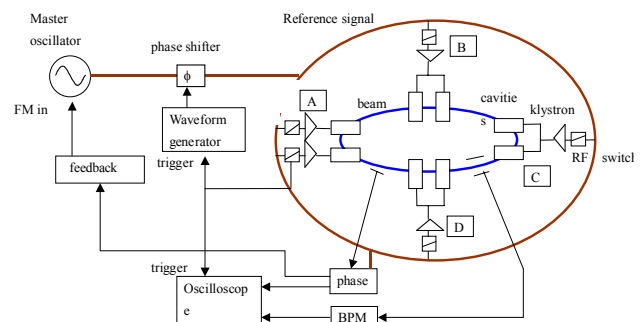 Master
oscillator
Reference signal
phase shifter
ϕ
FM in
Waveform
generator
trigger
feedback
A
B
beam
cavitie
s
klystron
RF
switch
C
D
trigger
Oscilloscop
e
phase
BPM